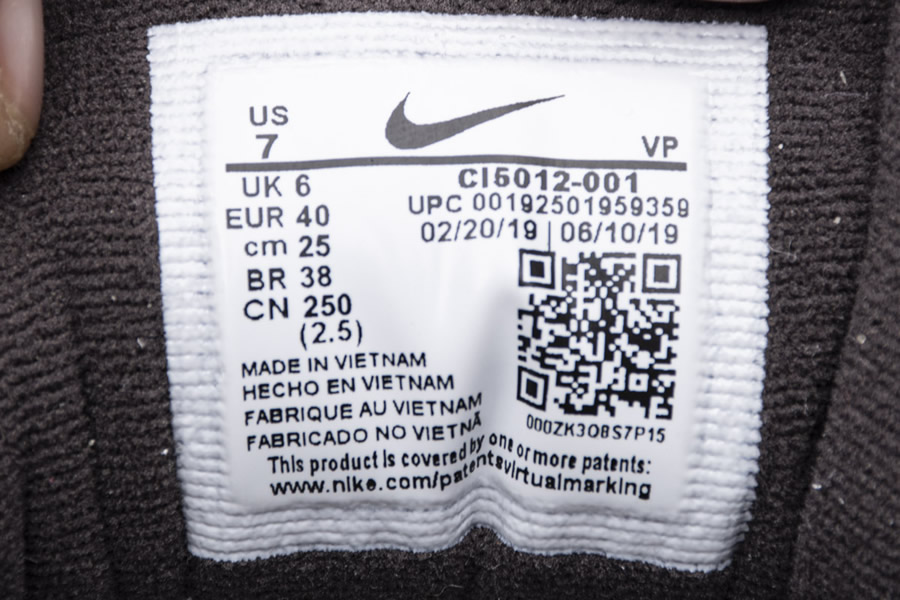 US
7
VP
UK 6
EUR 40
cm 25
BR 38
CN 250
(2.5)
CI5012-001
UPC 00192501959359
02/20/19 | 06/10/19
000ZK3OBS7P15
MADE IN VIETNAM
HECHO EN VIETNAM
FABRIQUE AU VIETNAM
FABRICADO NO VIETNÃ
This product is covered by one or more patents:
www.nike.com/patentsvirtualmarking